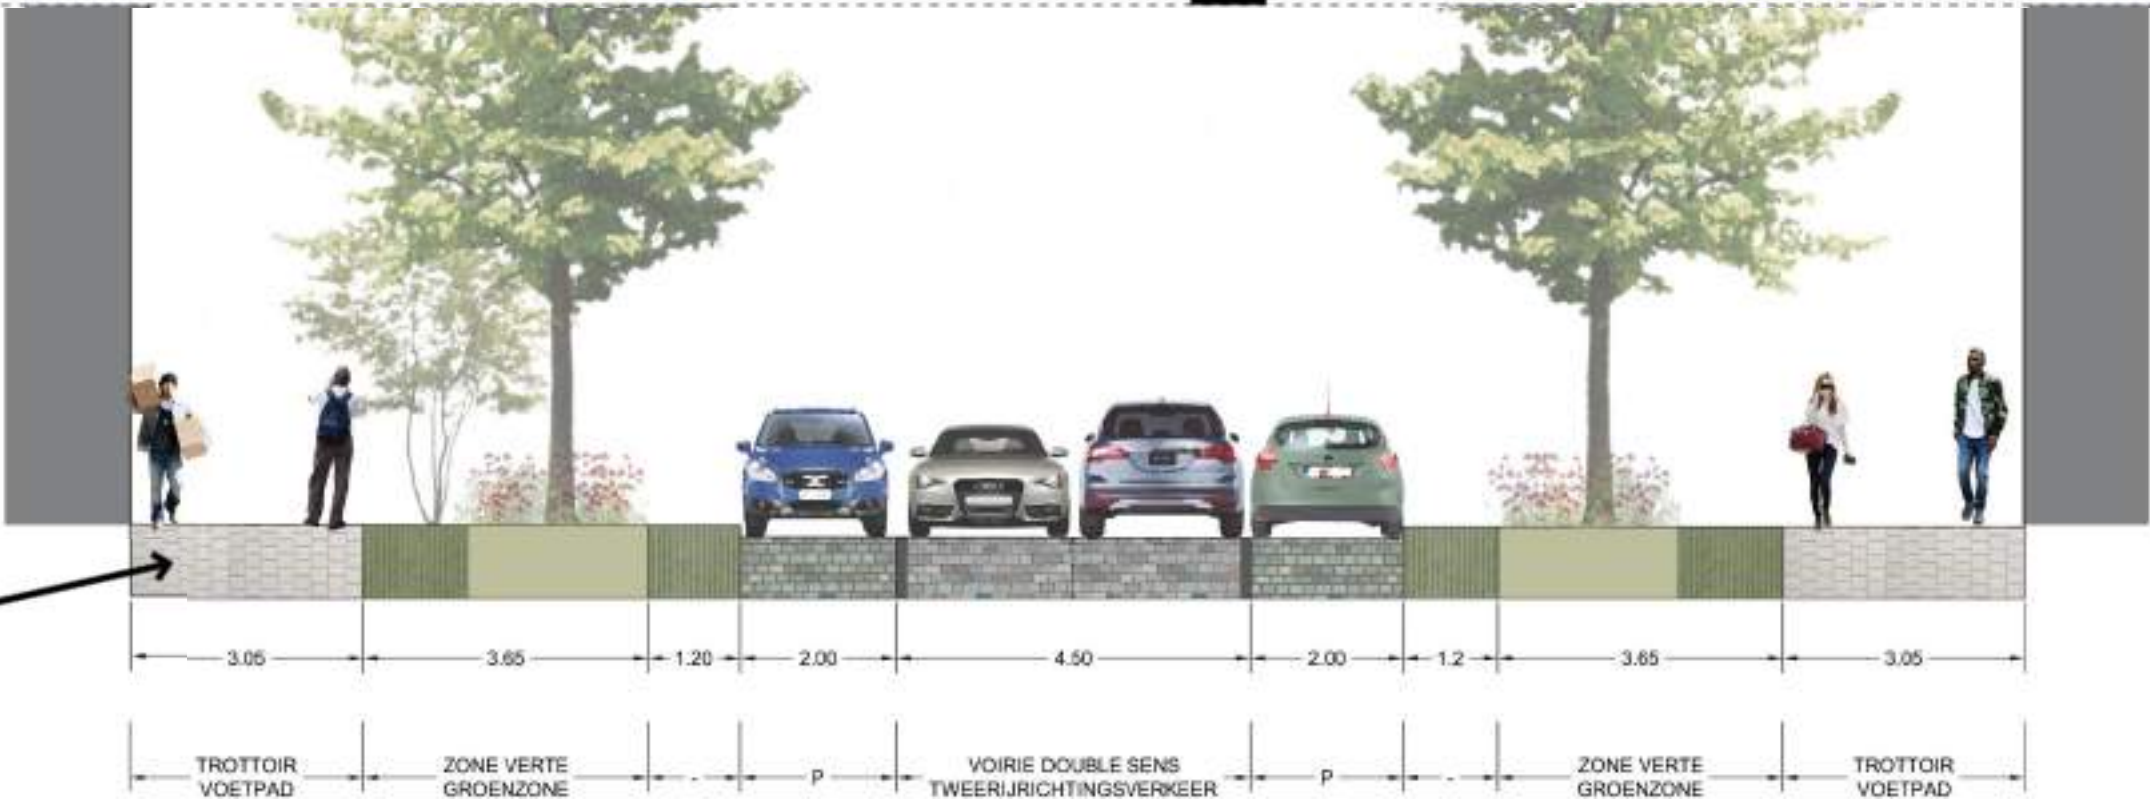 3.05 3.65 1.20 2.00 4.50 2.00 1.2 3.65 3.05
TROTTOIR
VOETPAD
ZONE VERTE
GROENZONE
-
P
VOIRIE DOUBLE SENS
TWEERIJRICHTINGSVERKEER
P
-
ZONE VERTE
GROENZONE
TROTTOIR
VOETPAD